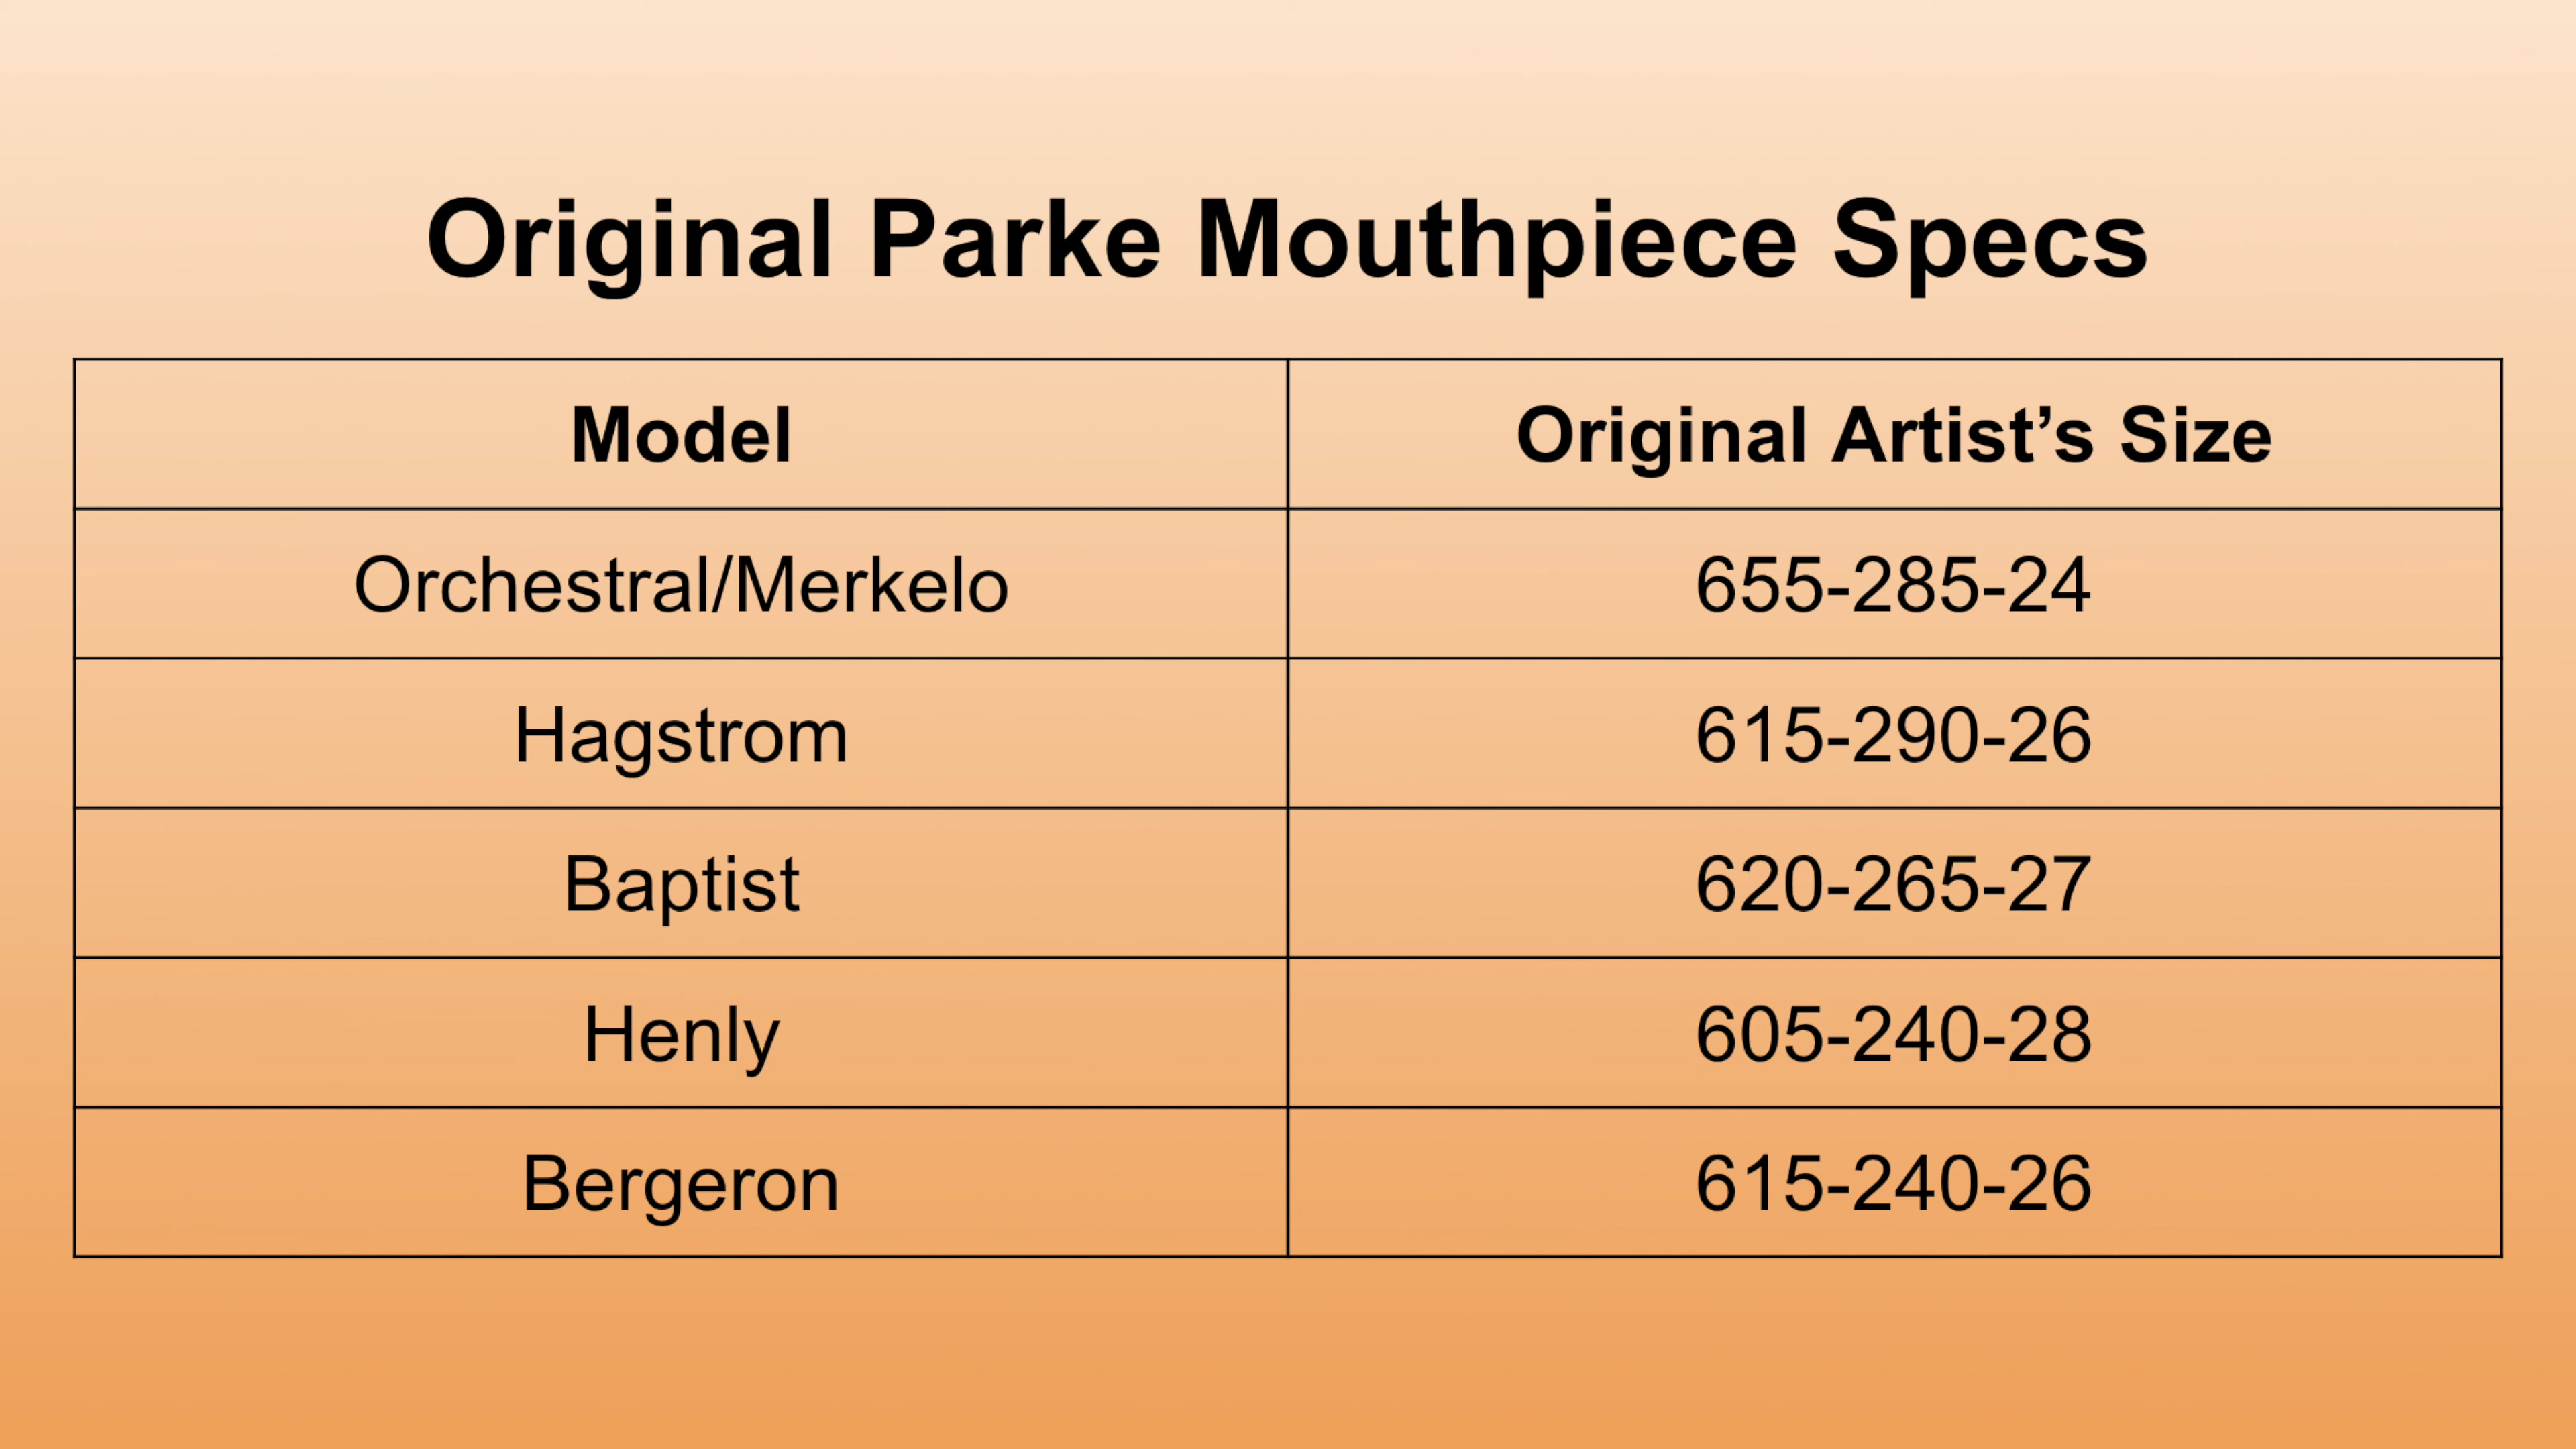 Original Parke Mouthpiece Specs
Model Original Artist’s Size
Orchestral/Merkelo 655-285-24
Hagstrom 615-290-26
Baptist 620-265-27
Henly 605-240-28
Bergeron 615-240-26